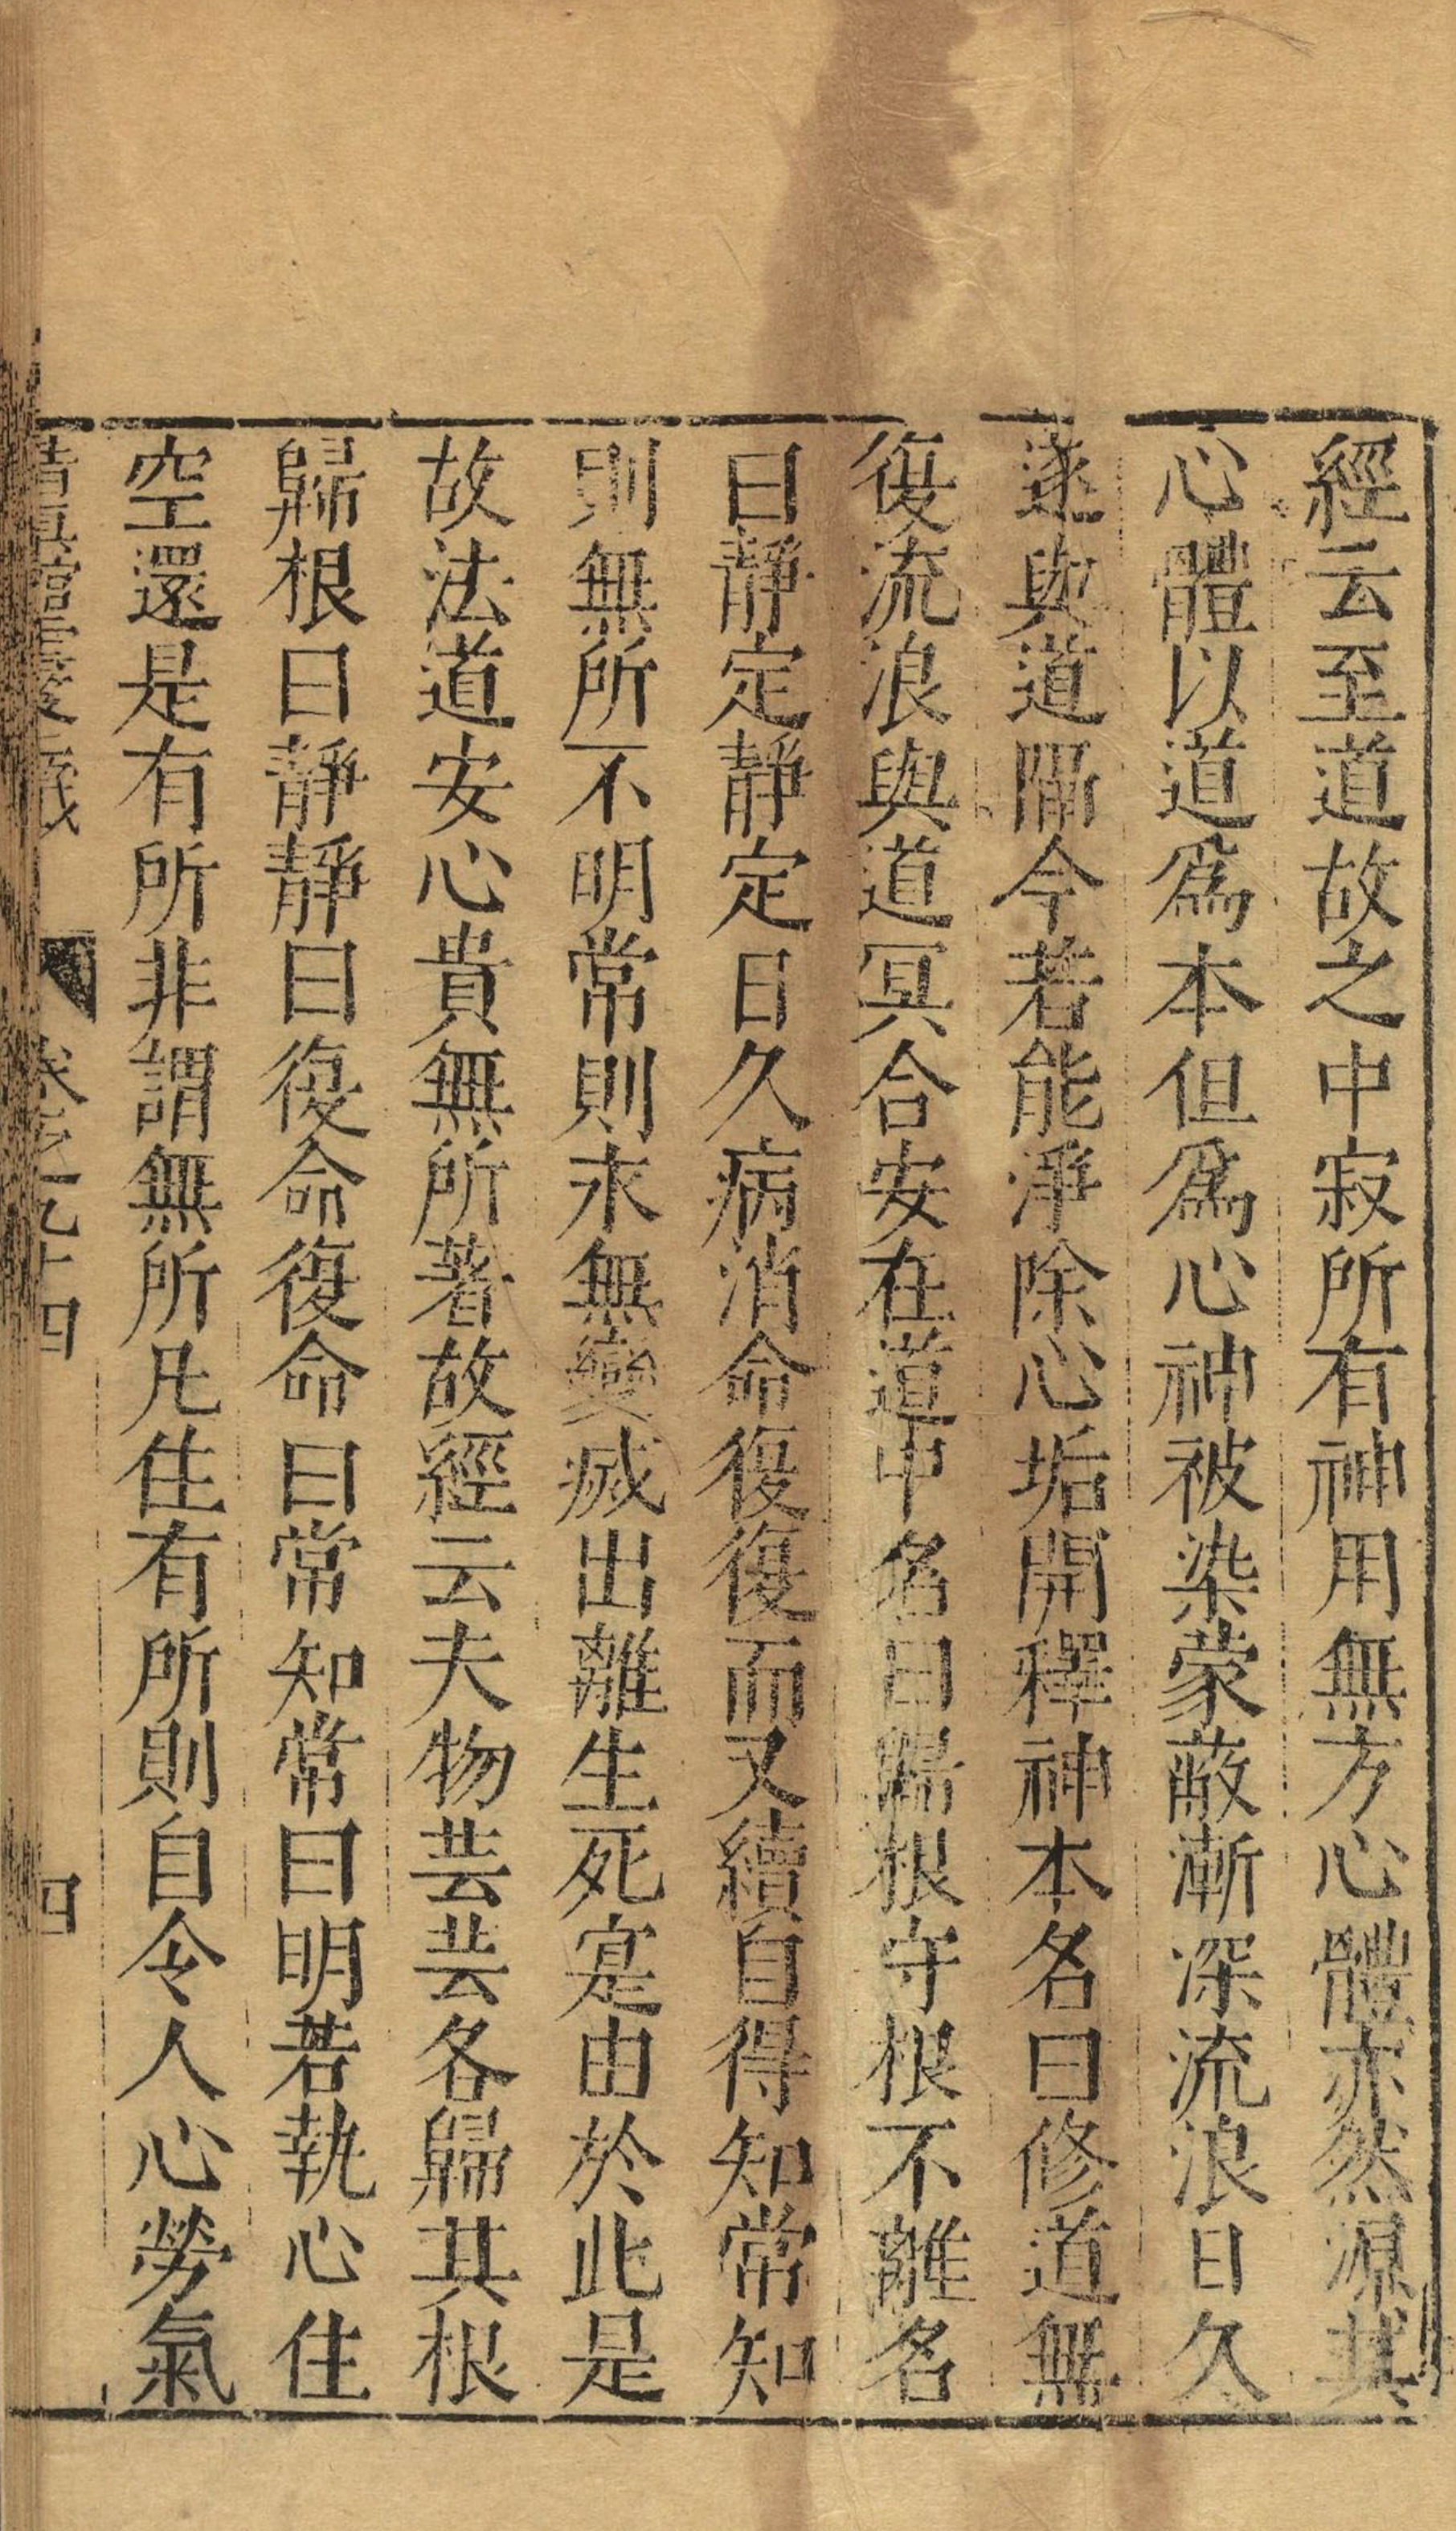 經云至道故之中寂所有神用無方心體亦然源其
心體以道爲本但爲心神被染蒙蔽漸深流浪日久
遂與道隔今若能淨除心垢開釋神本名曰修道無
復流浪與道冥合安在道中名曰歸根守根不離名
曰靜定靜定日久病消命復復而又續自得知常知
則無所不明常則永無變滅出離生死寔由於此是
故法道安心貴無所著故經云夫物芸芸各歸其根
歸根曰靜靜曰復命復命曰常知常曰明若執心住
空還是有所非謂無所凡住有所則自令人心勞氣
四